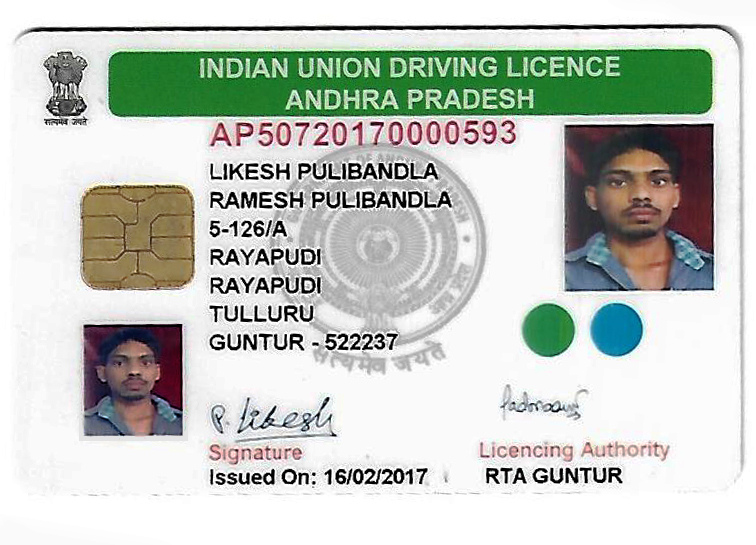 INDIAN UNION DRIVING LICENCE
ANDHRA PRADESH
सत्यमेव जयते
AP50720170000593
LIKESH PULIBANDLA
RAMESH PULIBANDLA
5-126/A
RAYAPUDI
RAYAPUDI
TULLURU
GUNTUR - 522237
सत्यमेव जयते
P. Likesh
Signature
Licencing Authority
Issued On: 16/02/2017
RTA GUNTUR